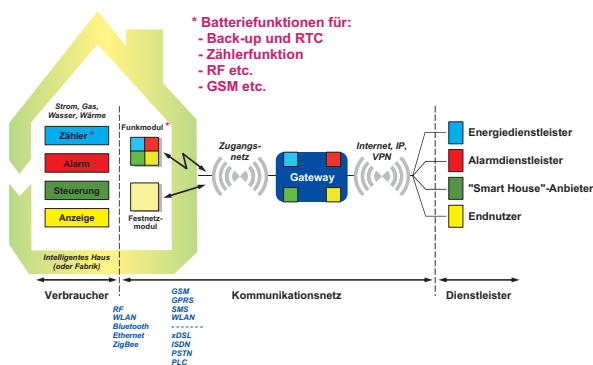 * Batteriefunktionen für:
- Back-up und RTC
- Zählerfunktion
- RF etc.
- GSM etc.
Strom, Gas,
Wasser, Wärme
Zähler *
Alarm
Steuerung
Anzeige
Funkmodul *
Festnetz-
modul
Zugangs-
netz
Gateway
Internet, IP,
VPN
Energiedienstleister
Alarmdienstleister
"Smart House"-Anbieter
Endnutzer
Intelligentes Haus
(oder Fabrik)
Verbraucher
Kommunikationsnetz
Dienstleister
RF
WLAN
Bluetooth
Ethernet
ZigBee
GSM
GPRS
SMS
WLAN
- - - - - - -
xDSL
ISDN
PSTN
PLC